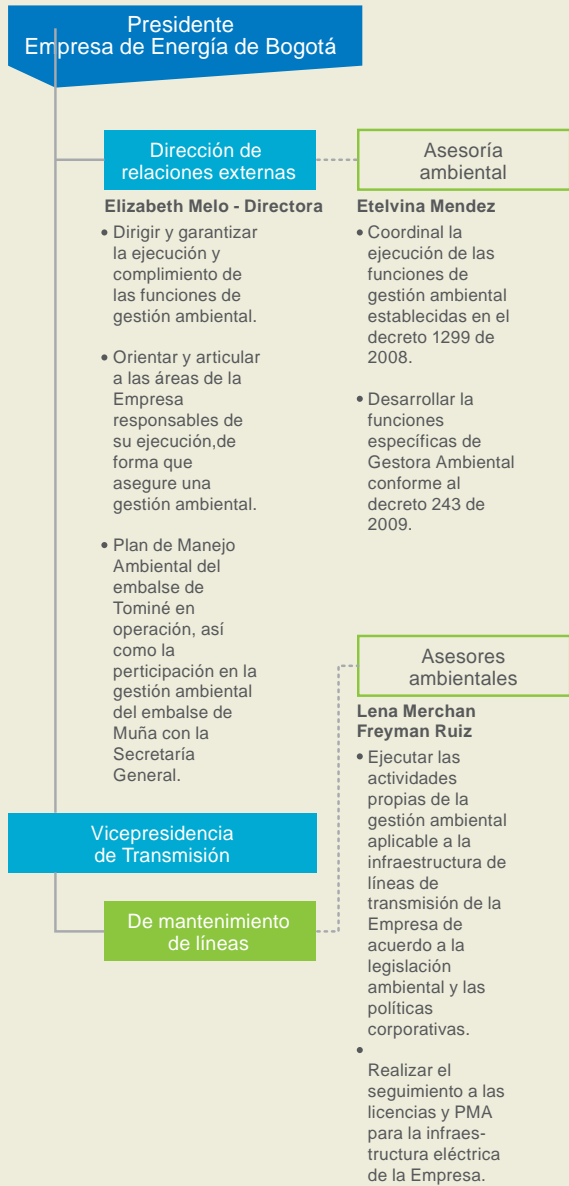 Presidente
Empresa de Energía de Bogotá
Dirección de
relaciones externas
Elizabeth Melo - Directora
• Dirigir y garantizar
la ejecución y
complimiento de
las funciones de
gestión ambiental.
• Orientar y articular
a las áreas de la
Empresa
responsables de
su ejecución,de
forma que
asegure una
gestión ambiental.
• Plan de Manejo
Ambiental del
embalse de
Tominé en
operación, así
como la
perticipación en la
gestión ambiental
del embalse de
Muña con la
Secretaría
General.
Asesoría
ambiental
Etelvina Mendez
• Coordinal la
ejecución de las
funciones de
gestión ambiental
establecidas en el
decreto 1299 de
2008.
• Desarrollar la
funciones
específicas de
Gestora Ambiental
conforme al
decreto 243 de
2009.
Vicepresidencia
de Transmisión
De mantenimiento
de líneas
Asesores
ambientales
Lena Merchan
Freyman Ruiz
• Ejecutar las
actividades
propias de la
gestión ambiental
aplicable a la
infraestructura de
líneas de
transmisión de la
Empresa de
acuerdo a la
legislación
ambiental y las
políticas
corporativas.
•
Realizar el
seguimiento a las
licencias y PMA
para la infraes-
tructura eléctrica
de la Empresa.